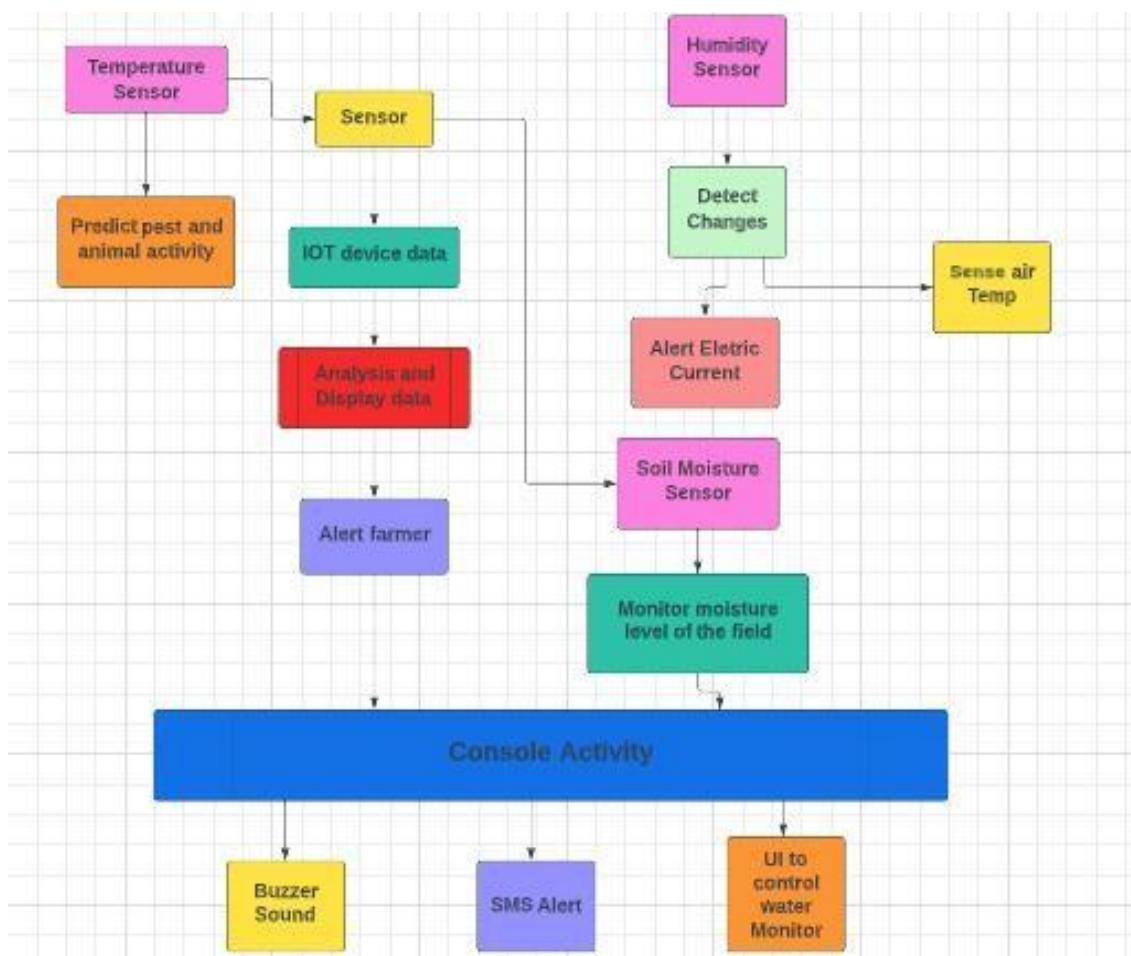 Temperature
Sensor
Humidity
Sensor
Sensor
Detect
Changes
Predict pest and
animal activity
IOT device data
Sense air
Temp
Alert Eletric
Current
Analysis and
Display data
Soil Moisture
Sensor
Alert farmer
Monitor moisture
level of the field
Console Activity
Buzzer
Sound
SMS Alert
UI to
control
water
Monitor